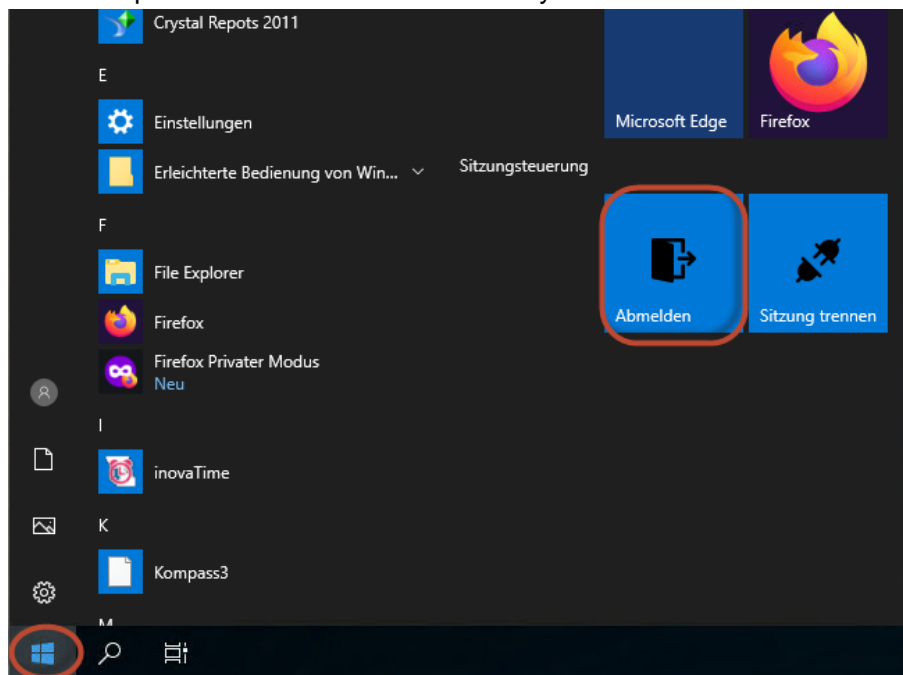 Crystal Repots 2011
E
Einstellungen
Erleichterte Bedienung von Win...
F
File Explorer
Firefox
Firefox Privater Modus
Neu
I
inovaTime
K
Kompass3
M
Microsoft Edge
Firefox
Sitzungsteuerung
Abmelden
Sitzung trennen